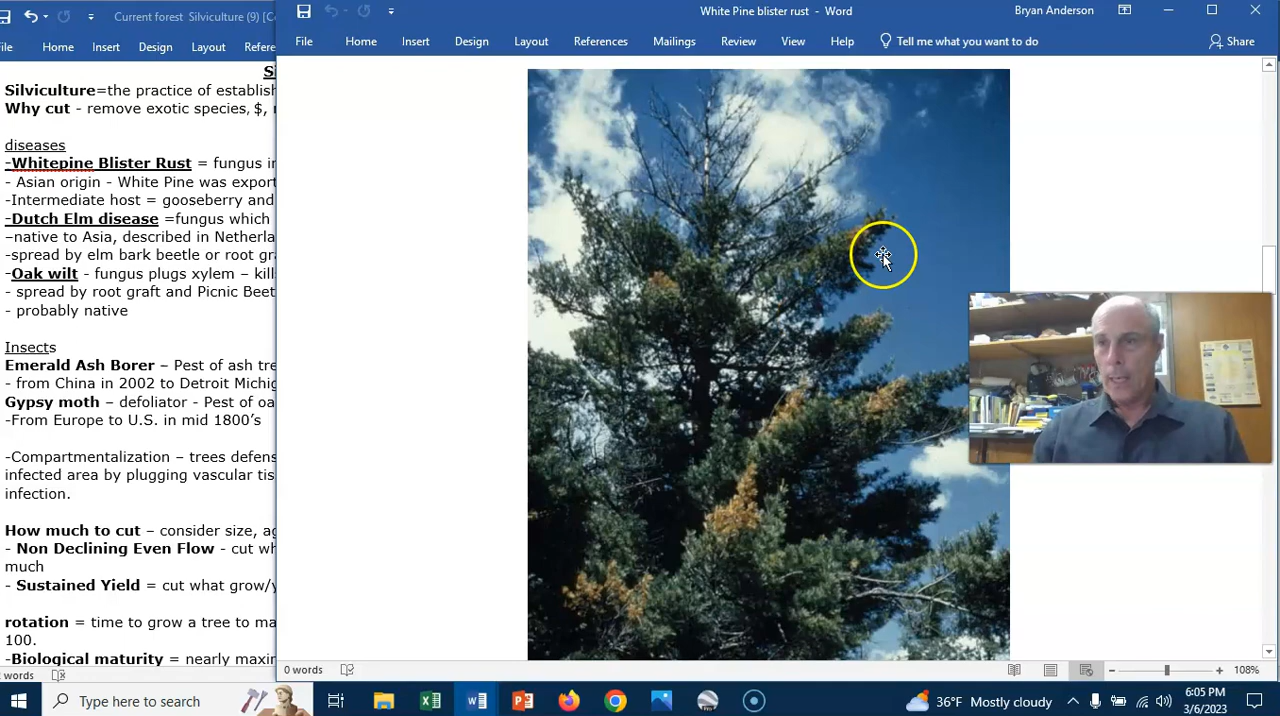 Current forest Silviculture (9) [C
File Home Insert Design Layout Refere
Silviculture=the practice of establish
Why cut - remove exotic species, $,
diseases
-Whitepine Blister Rust = fungus in
- Asian origin - White Pine was export
-Intermediate host = gooseberry and
-Dutch Elm disease =fungus which
–native to Asia, described in Netherla
-spread by elm bark beetle or root gr
-Oak wilt - fungus plugs xylem – kill
- spread by root graft and Picnic Beet
- probably native
Insects
Emerald Ash Borer – Pest of ash tre
- from China in 2002 to Detroit Michig
Gypsy moth – defoliator - Pest of oa
-From Europe to U.S. in mid 1800’s
-Compartmentalization – trees defens
infected area by plugging vascular tis
infection.
How much to cut – consider size, ag
- Non Declining Even Flow - cut wh
much
- Sustained Yield = cut what grow/y
rotation = time to grow a tree to ma
100.
-Biological maturity = nearly maxin
words
White Pine blister rust - Word
Bryan Anderson
File Home Insert Design Layout References Mailings Review View Help Tell me what you want to do Share
0 words
108%
Type here to search
36°F Mostly cloudy
6:05 PM
3/6/2023